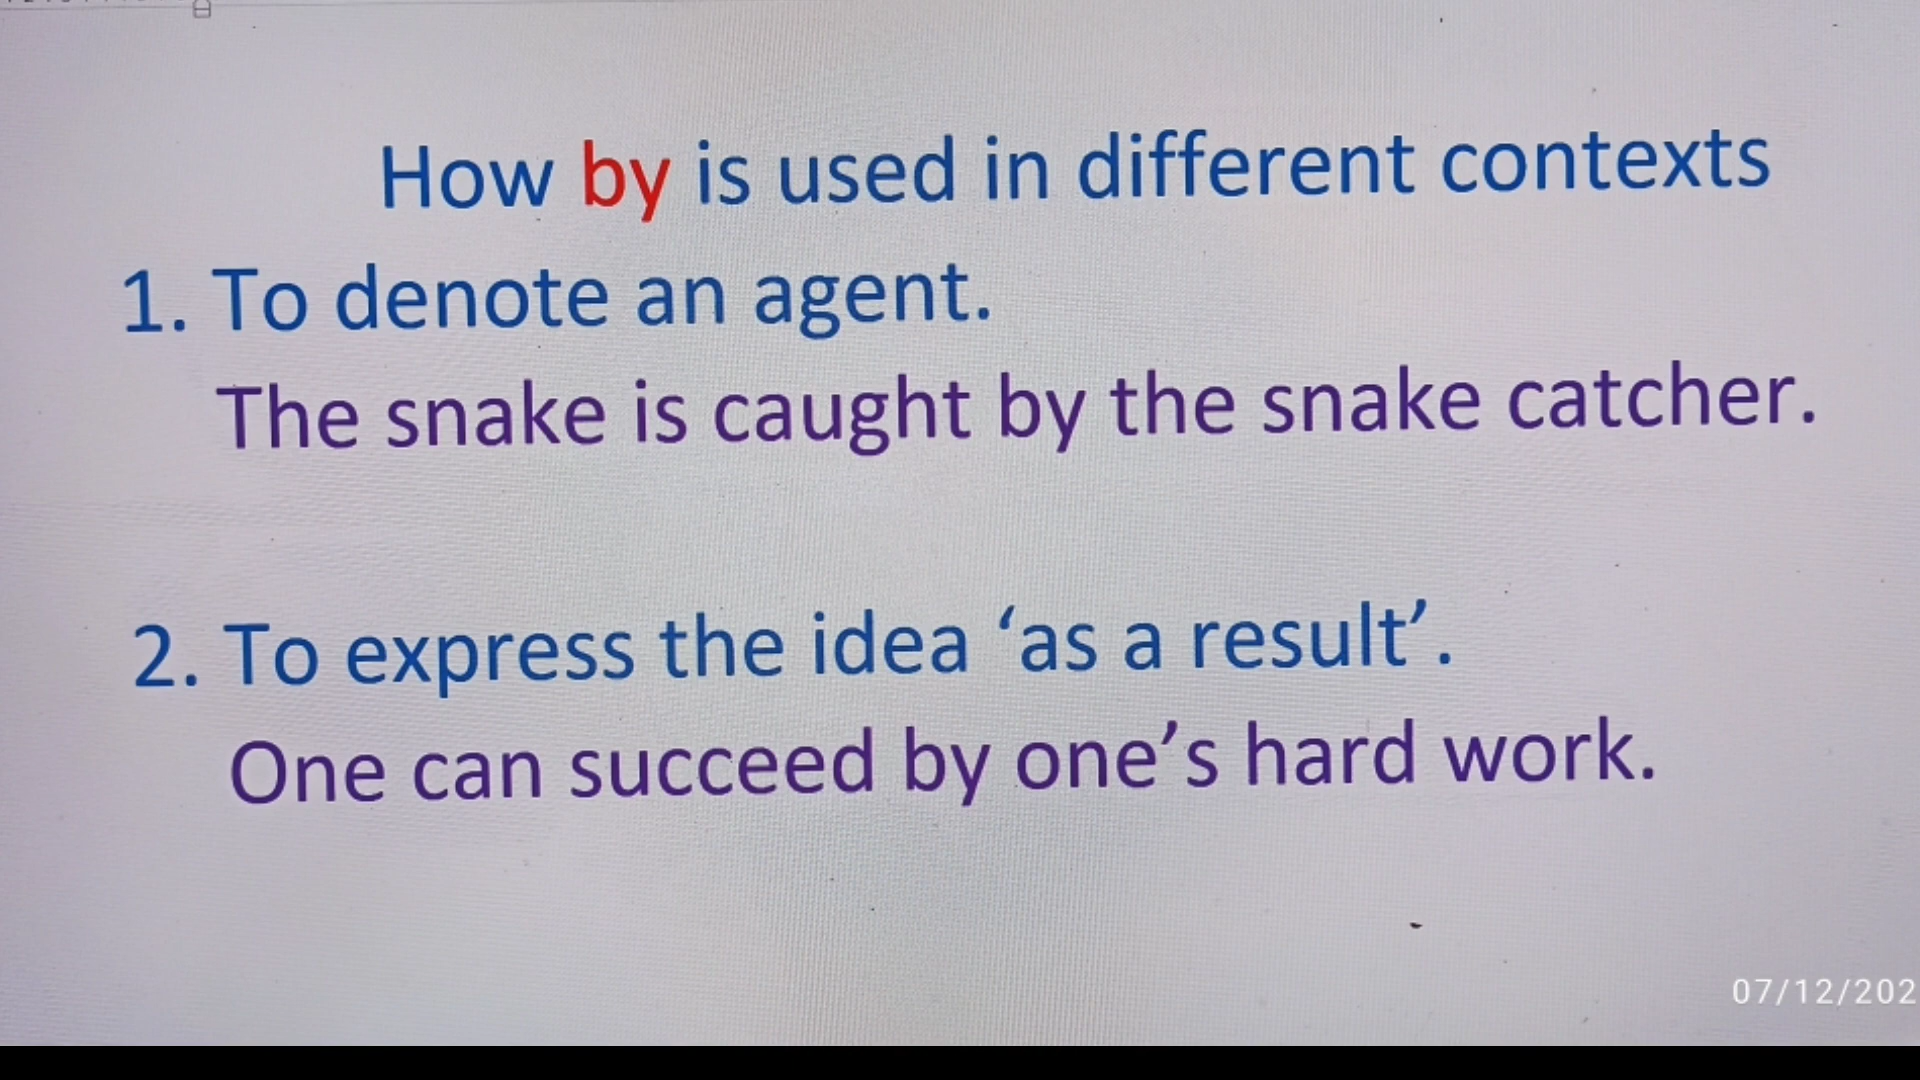 How by is used in different contexts
1. To denote an agent.
The snake is caught by the snake catcher.
2. To express the idea ‘as a result’.
One can succeed by one’s hard work.
07/12/202